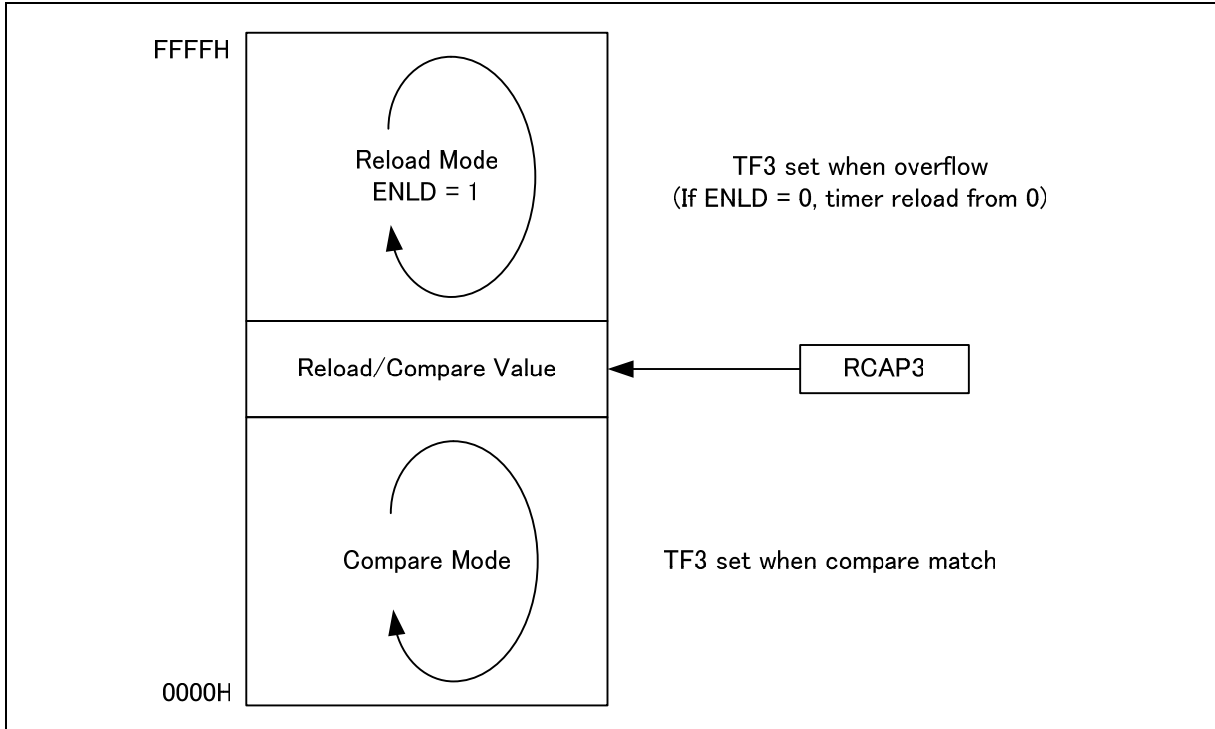 FFFFH
Reload Mode
ENLD = 1
TF3 set when overflow
(If ENLD = 0, timer reload from 0)
Reload/Compare Value
RCAP3
Compare Mode
TF3 set when compare match
0000H